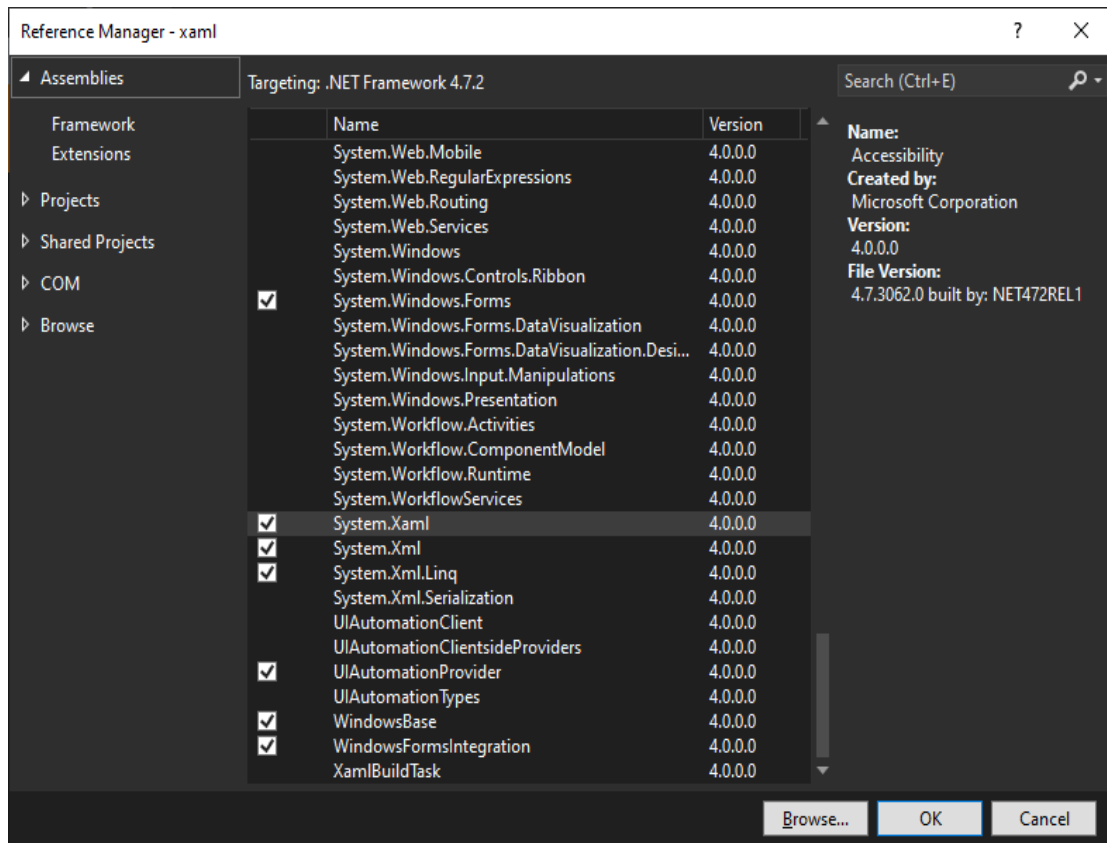 Reference Manager - xaml
?
Assemblies
Framework
Extensions
Projects
Shared Projects
COM
Browse
Targeting: .NET Framework 4.7.2
Name Version
System.Web.Mobile 4.0.0.0
System.Web.RegularExpressions 4.0.0.0
System.Web.Routing 4.0.0.0
System.Web.Services 4.0.0.0
System.Windows 4.0.0.0
System.Windows.Controls.Ribbon 4.0.0.0
System.Windows.Forms 4.0.0.0
System.Windows.Forms.DataVisualization 4.0.0.0
System.Windows.Forms.DataVisualization.Desi... 4.0.0.0
System.Windows.Input.Manipulations 4.0.0.0
System.Windows.Presentation 4.0.0.0
System.Workflow.Activities 4.0.0.0
System.Workflow.ComponentModel 4.0.0.0
System.Workflow.Runtime 4.0.0.0
System.WorkflowServices 4.0.0.0
System.Xaml 4.0.0.0
System.Xml 4.0.0.0
System.Xml.Linq 4.0.0.0
System.Xml.Serialization 4.0.0.0
UIAutomationClient 4.0.0.0
UIAutomationClientsideProviders 4.0.0.0
UIAutomationProvider 4.0.0.0
UIAutomationTypes 4.0.0.0
WindowsBase 4.0.0.0
WindowsFormsIntegration 4.0.0.0
XamlBuildTask 4.0.0.0
Search (Ctrl+E)
Name:
Accessibility
Created by:
Microsoft Corporation
Version:
4.0.0.0
File Version:
4.7.3062.0 built by: NET472REL1
Browse... OK Cancel